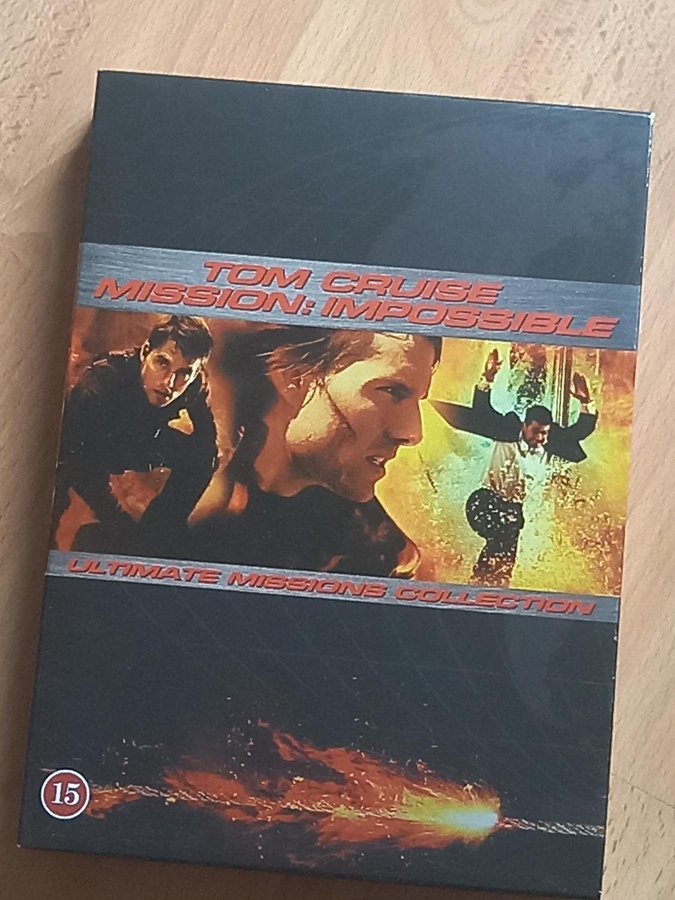 TOM CRUISE
MISSION: IMPOSSIBLE
ULTIMATE MISSIONS COLLECTION
15